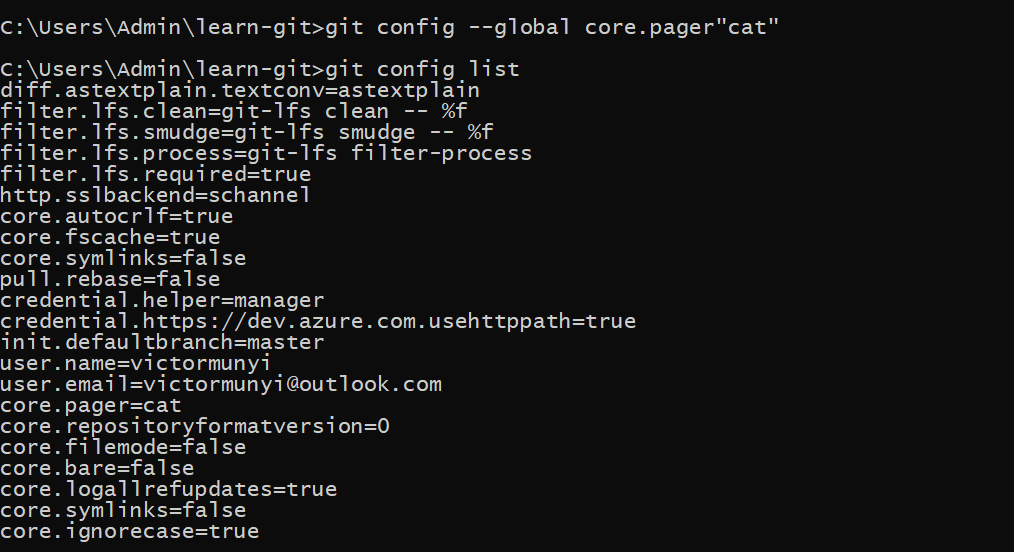 C:\Users\Admin\learn-git>git config --global core.pager"cat"
C:\Users\Admin\learn-git>git config list
diff.astextplain.textconv=astextplain
filter.lfs.clean=git-lfs clean -- %f
filter.lfs.smudge=git-lfs smudge -- %f
filter.lfs.process=git-lfs filter-process
filter.lfs.required=true
http.sslbackend=schannel
core.autocrlf=true
core.fscache=true
core.symlinks=false
pull.rebase=false
credential.helper=manager
credential.https://dev.azure.com.usehttppath=true
init.defaultbranch=master
user.name=victormunyi
user.email=victormunyi@outlook.com
core.pager=cat
core.repositoryformatversion=0
core.filemode=false
core.bare=false
core.logallrefupdates=true
core.symlinks=false
core.ignorecase=true